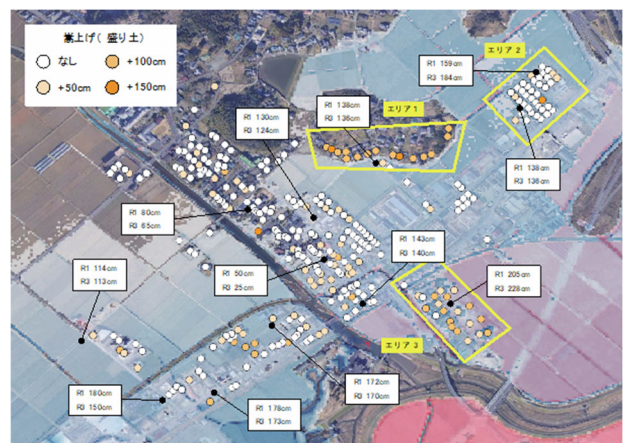 嵩上げ( 盛り土)
なし
+100cm
+50cm
+150cm
エリア 2
R1 159cm
R3 184cm
R1 138cm
R3 136cm
エリア 1
R1 130cm
R3 124cm
R1 138cm
R3 136cm
R1 80cm
R3 65cm
R1 143cm
R3 140cm
R1 50cm
R3 25cm
R1 205cm
R3 228cm
R1 114cm
R3 113cm
エリア 3
R1 172cm
R3 170cm
R1 180cm
R3 150cm
R1 178cm
R3 173cm